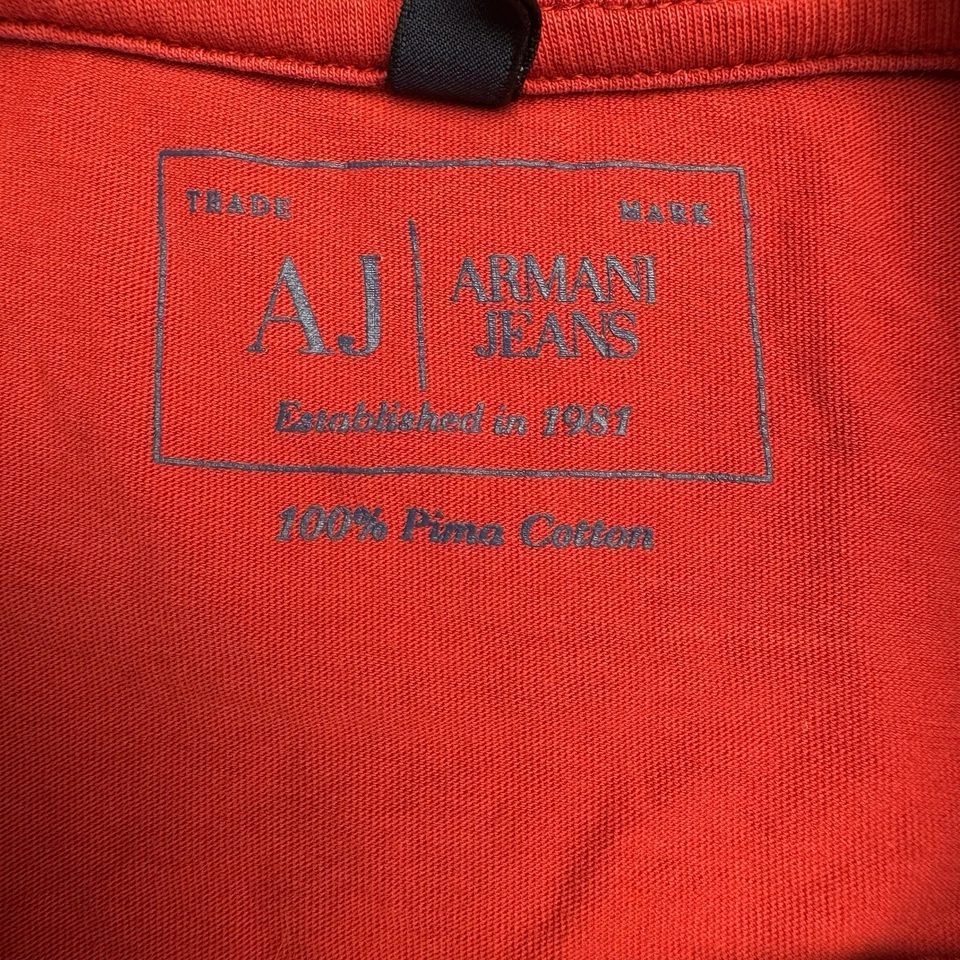 TRADE MARK
AJ | ARMANI
JEANS
Established in 1981
100% Pima Cotton